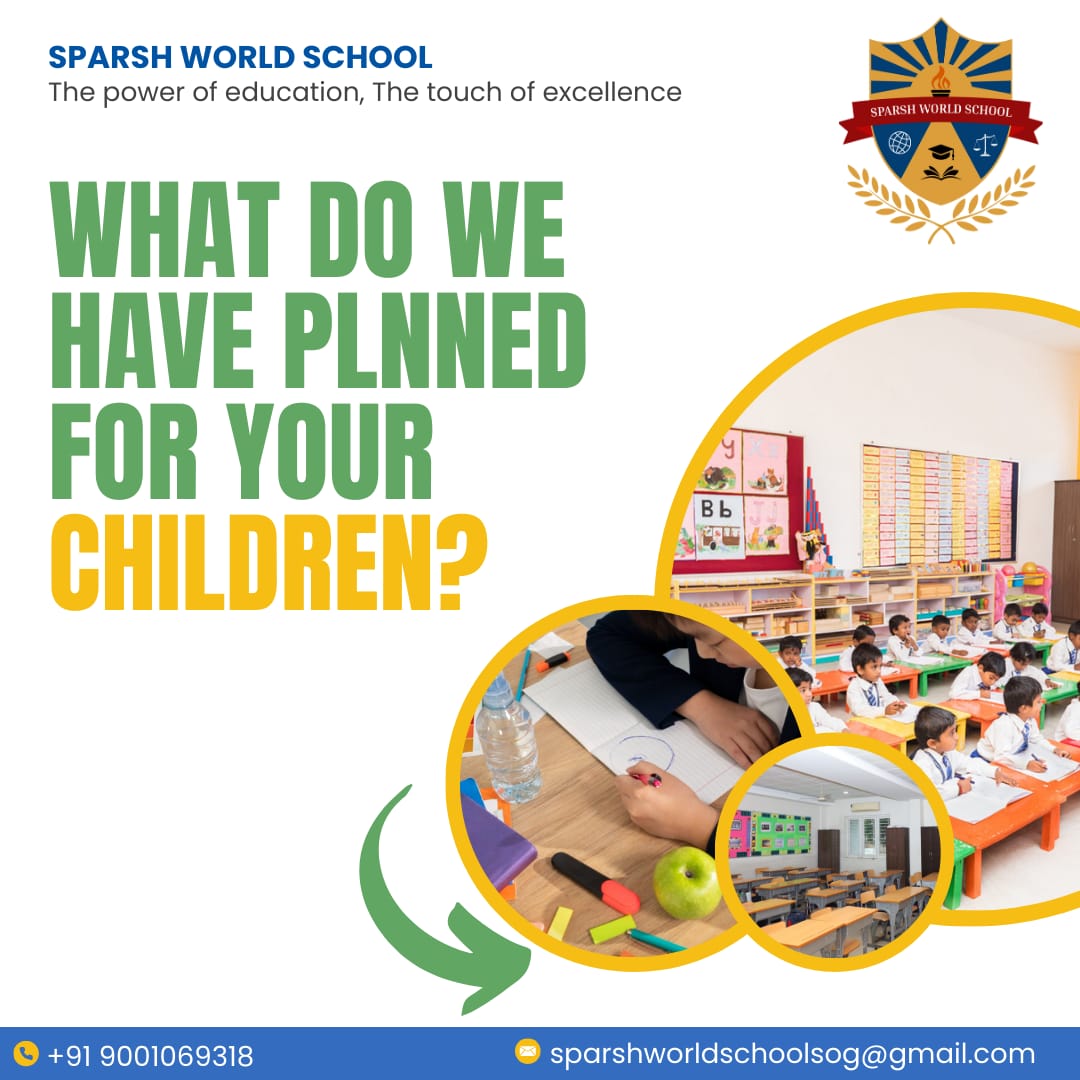 SPARSH WORLD SCHOOL
The power of education, The touch of excellence
SPARSH WORLD SCHOOL
WHAT DO WE
HAVE PLNNED
FOR YOUR
CHILDREN?
Bb
+91 9001069318
sparshworldschoolsog@gmail.com